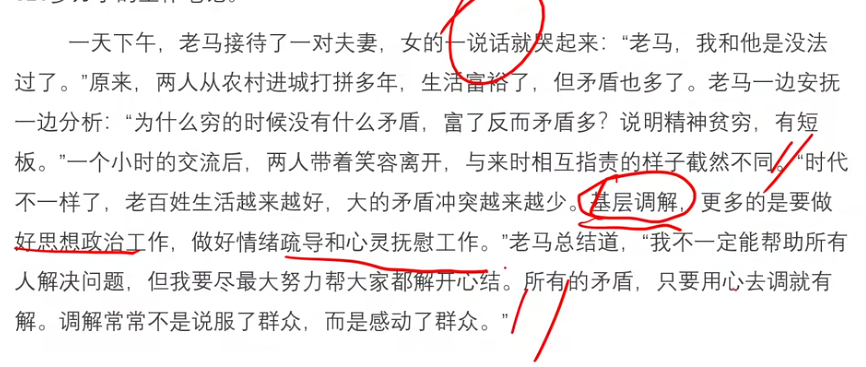 一天下午，老马接待了一对夫妻，女的一说话就哭起来：“老马，我和他是没法
过了。”原来，两人从农村进城打拼多年，生活富裕了，但矛盾也多了。老马一边安抚
一边分析：“为什么穷的时候没有什么矛盾，富了反而矛盾多？说明精神贫穷，有短
板。”一个小时的交流后，两人带着笑容离开，与来时相互指责的样子截然不同。“时代
不一样了，老百姓生活越来越好，大的矛盾冲突越来越少。基层调解，更多的是要做
好思想政治工作，做好情绪疏导和心灵抚慰工作。”老马总结道，“我不一定能帮助所有
人解决问题，但我要尽最大努力帮大家都解开心结。所有的矛盾，只要用心去调就有
解。调解常常不是说服了群众，而是感动了群众。”